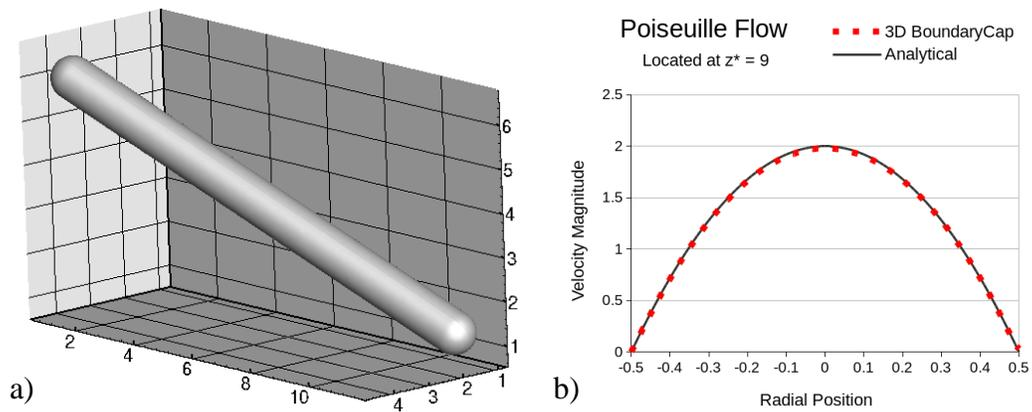 6
5
4
3
2
1
2
4
6
8
10
4
3
2
1
a)
Poiseuille Flow
Located at z* = 9
3D BoundaryCap
Analytical
2.5
2
1.5
1
0.5
0
Velocity Magnitude
-0.5 -0.4 -0.3 -0.2 -0.1 0 0.1 0.2 0.3 0.4 0.5
Radial Position
b)